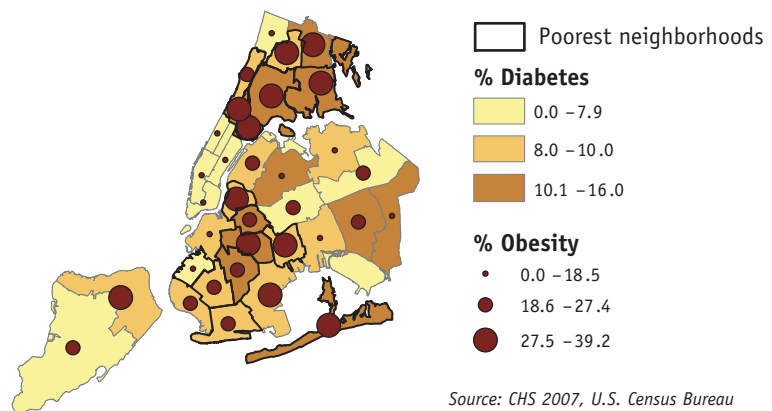 Poorest neighborhoods
% Diabetes
0.0 –7.9
8.0 –10.0
10.1 –16.0
% Obesity
0.0 –18.5
18.6 –27.4
27.5 –39.2
Source: CHS 2007, U.S. Census Bureau